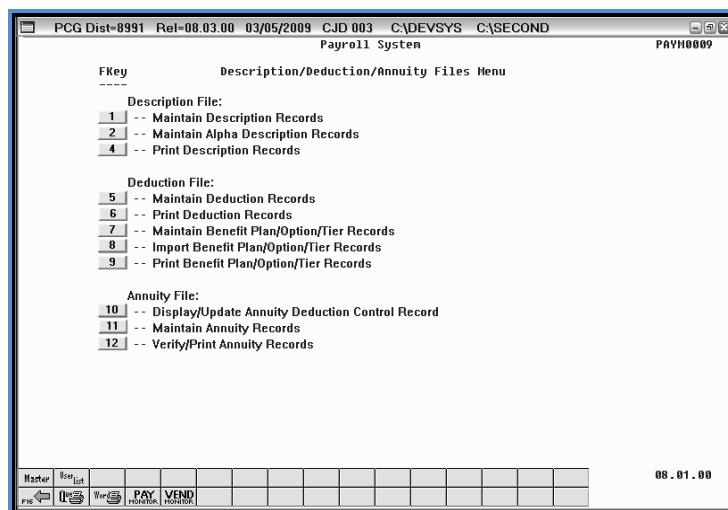 PCG Dist=8991 Rel=08.03.00 03/05/2009 CJD 003 C:\DEVSYS C:\SECOND
Payroll System PAYM0009
FKey Description/Deduction/Annuity Files Menu
----
Description File:
1 -- Maintain Description Records
2 -- Maintain Alpha Description Records
4 -- Print Description Records
Deduction File:
5 -- Maintain Deduction Records
6 -- Print Deduction Records
7 -- Maintain Benefit Plan/Option/Tier Records
8 -- Import Benefit Plan/Option/Tier Records
9 -- Print Benefit Plan/Option/Tier Records
Annuity File:
10 -- Display/Update Annuity Deduction Control Record
11 -- Maintain Annuity Records
12 -- Verify/Print Annuity Records
Master User List 08.01.00
F16 Que Word PAY MONITOR VEND MONITOR